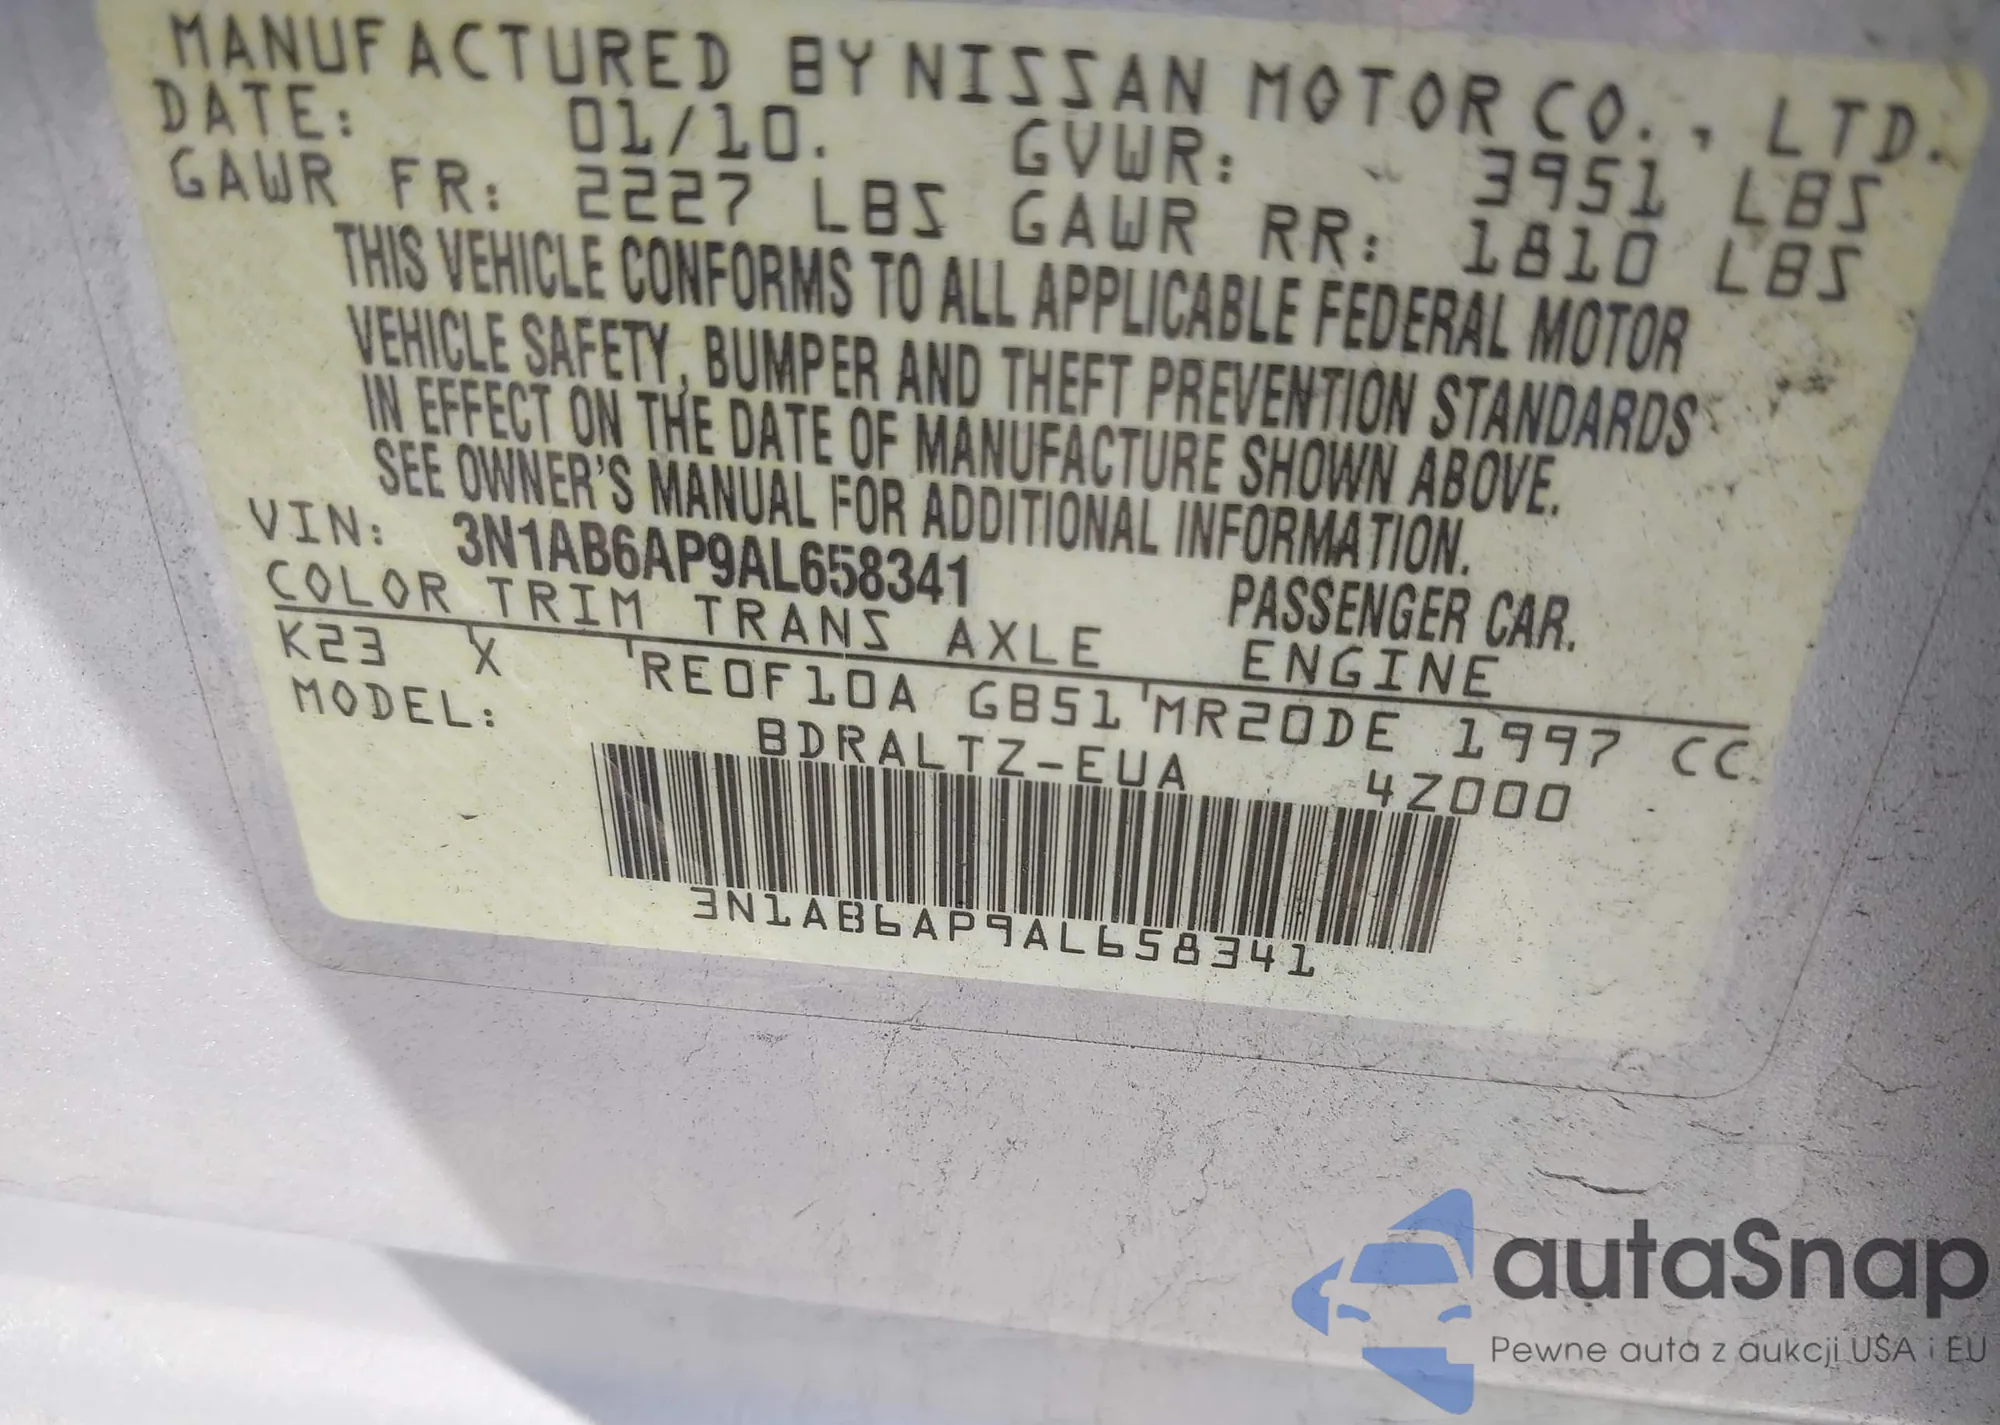 MANUFACTURED BY NISSAN MOTOR CO., LTD.
DATE: 01/10. GVWR: 3951 LBS
GAWR FR: 2227 LBS GAWR RR: 1810 LBS
THIS VEHICLE CONFORMS TO ALL APPLICABLE FEDERAL MOTOR
VEHICLE SAFETY, BUMPER AND THEFT PREVENTION STANDARDS
IN EFFECT ON THE DATE OF MANUFACTURE SHOWN ABOVE.
SEE OWNER'S MANUAL FOR ADDITIONAL INFORMATION.
VIN: 3N1AB6AP9AL658341 PASSENGER CAR.
COLOR TRIM TRANS AXLE ENGINE
K23 X RE0F10A GB51 MR20DE 1997 CC
MODEL: BDRALTZ-EUA 4Z000
3N1AB6AP9AL658341
autaSnap
Pewne auta z aukcji USA i EU